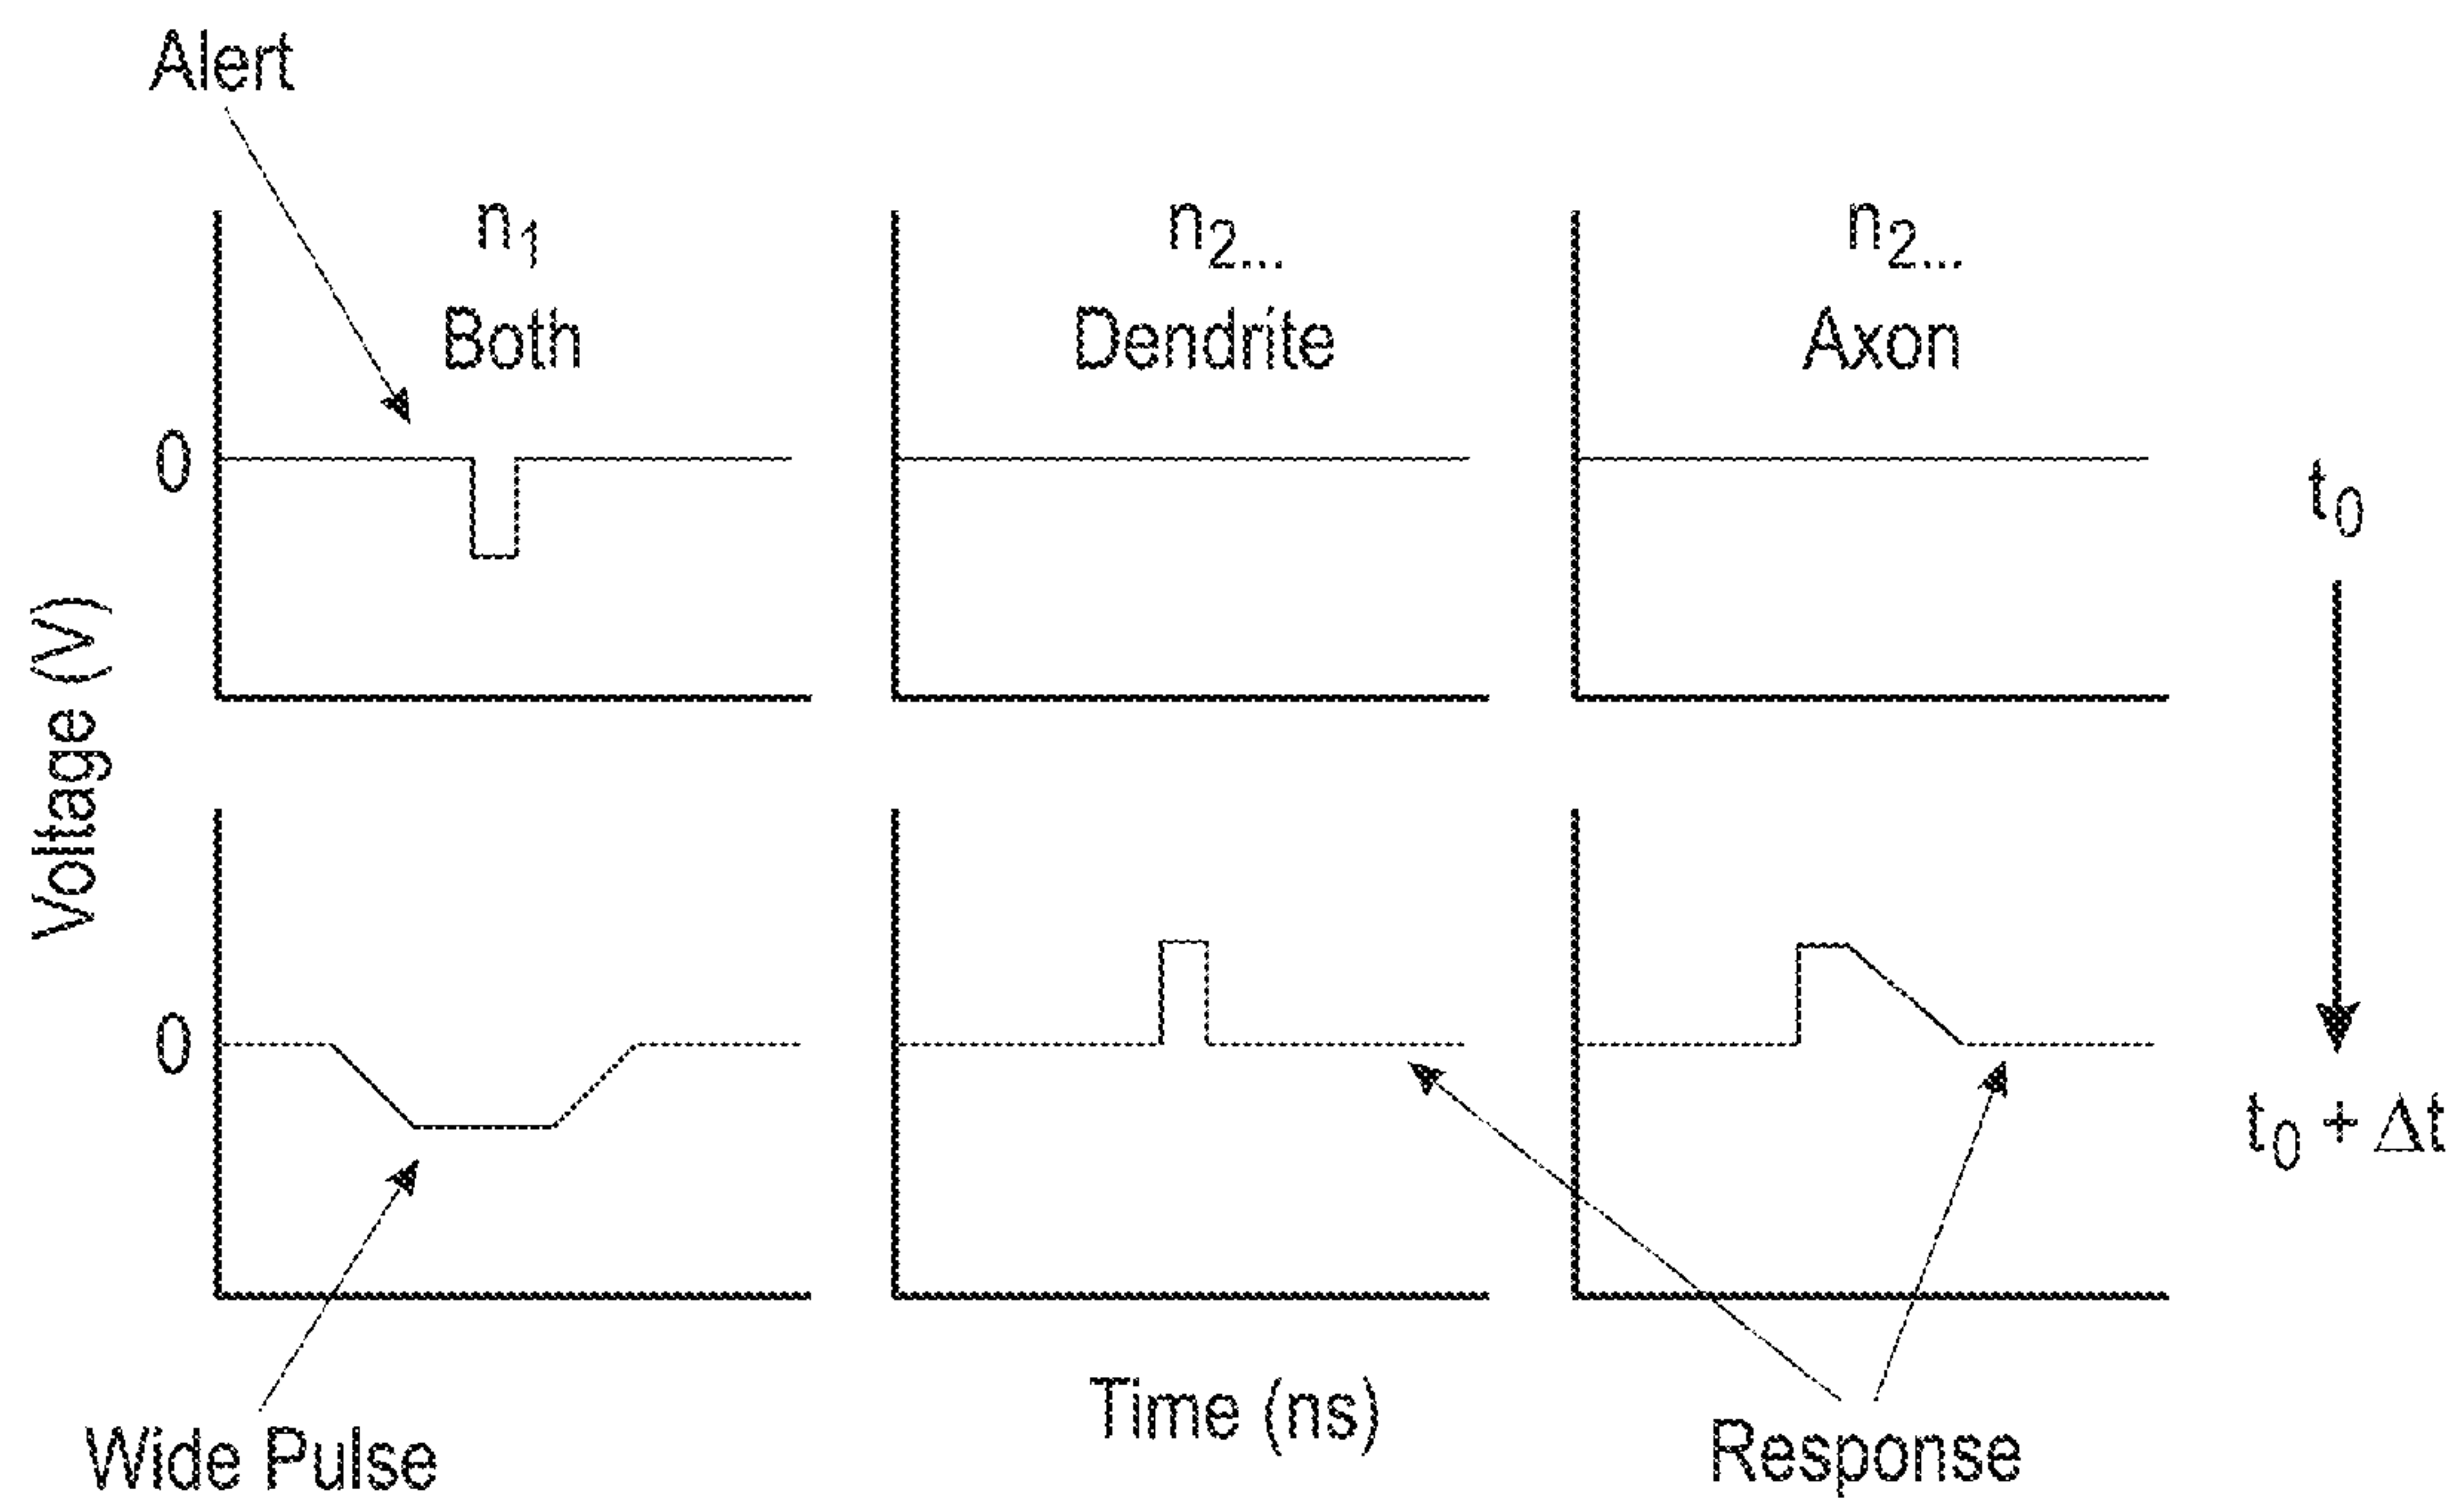 Alert
n1
Both
n2...
Dendrite
n2...
Axon
0
t0
Voltage (V)
0
t0 + Δt
Time (ns)
Wide Pulse
Response